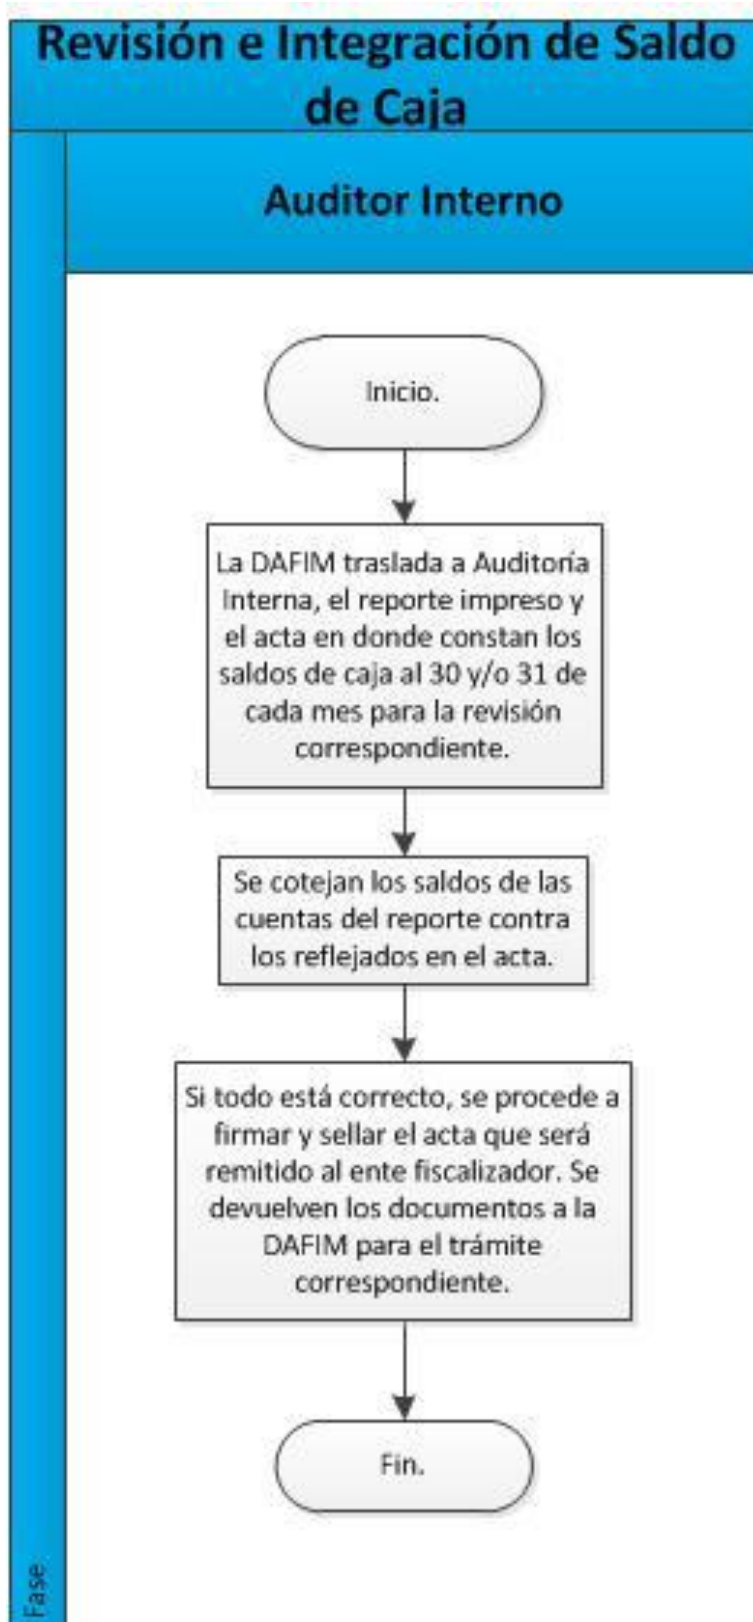 Revisión e Integración de Saldo
de Caja
Auditor Interno
Inicio.
La DAFIM traslada a Auditoría
Interna, el reporte impreso y
el acta en donde constan los
saldos de caja al 30 y/o 31 de
cada mes para la revisión
correspondiente.
Se cotejan los saldos de las
cuentas del reporte contra
los reflejados en el acta.
Si todo está correcto, se procede a
firmar y sellar el acta que será
remitido al ente fiscalizador. Se
devuelven los documentos a la
DAFIM para el trámite
correspondiente.
Fin.
Fase